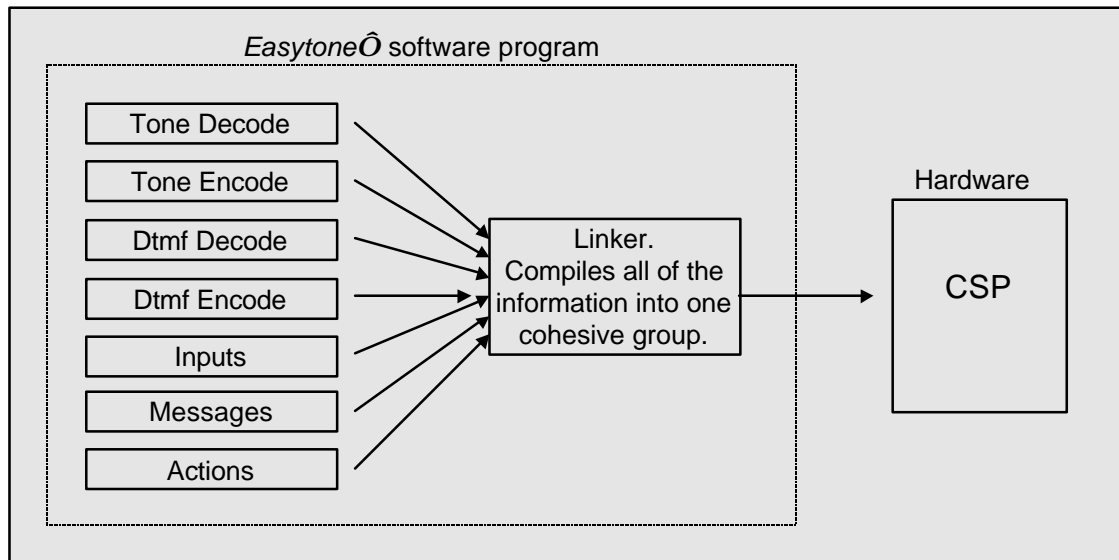 EasytoneÔ software program
Tone Decode
Tone Encode
Dtmf Decode
Dtmf Encode
Inputs
Messages
Actions
Linker.
Compiles all of the
information into one
cohesive group.
Hardware
CSP